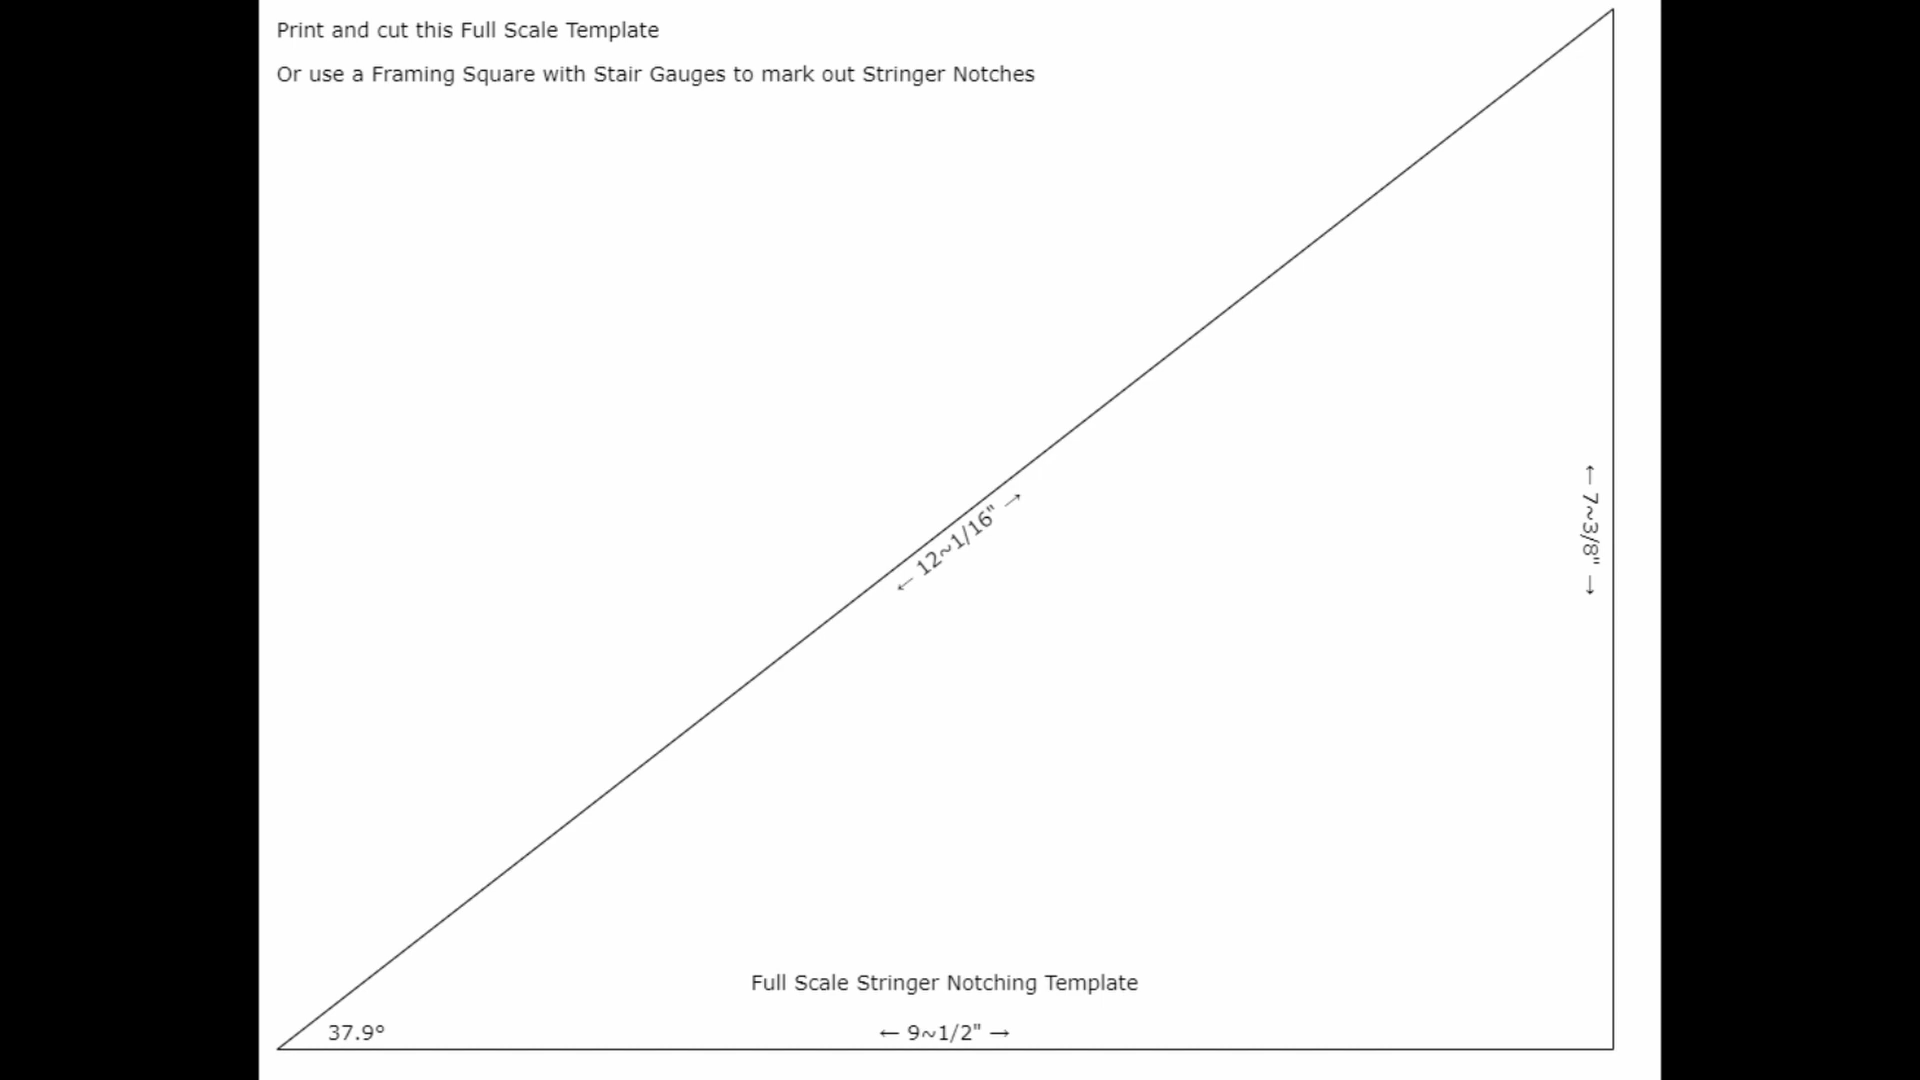 Print and cut this Full Scale Template
Or use a Framing Square with Stair Gauges to mark out Stringer Notches
← 12~1/16" →
← 7~3/8" →
Full Scale Stringer Notching Template
37.9°
← 9~1/2" →